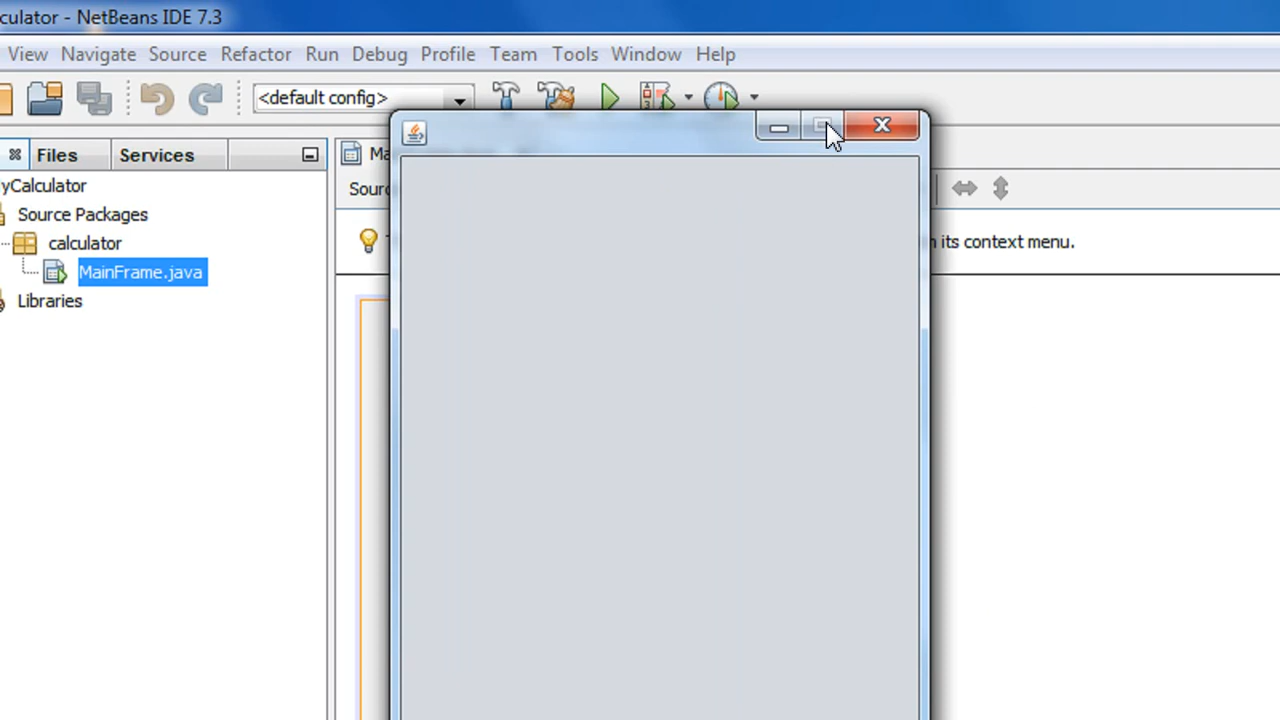 culator - NetBeans IDE 7.3
View Navigate Source Refactor Run Debug Profile Team Tools Window Help
<default config>
Files Services
Ma
yCalculator
Sour
Source Packages
calculator
its context menu.
MainFrame.java
Libraries